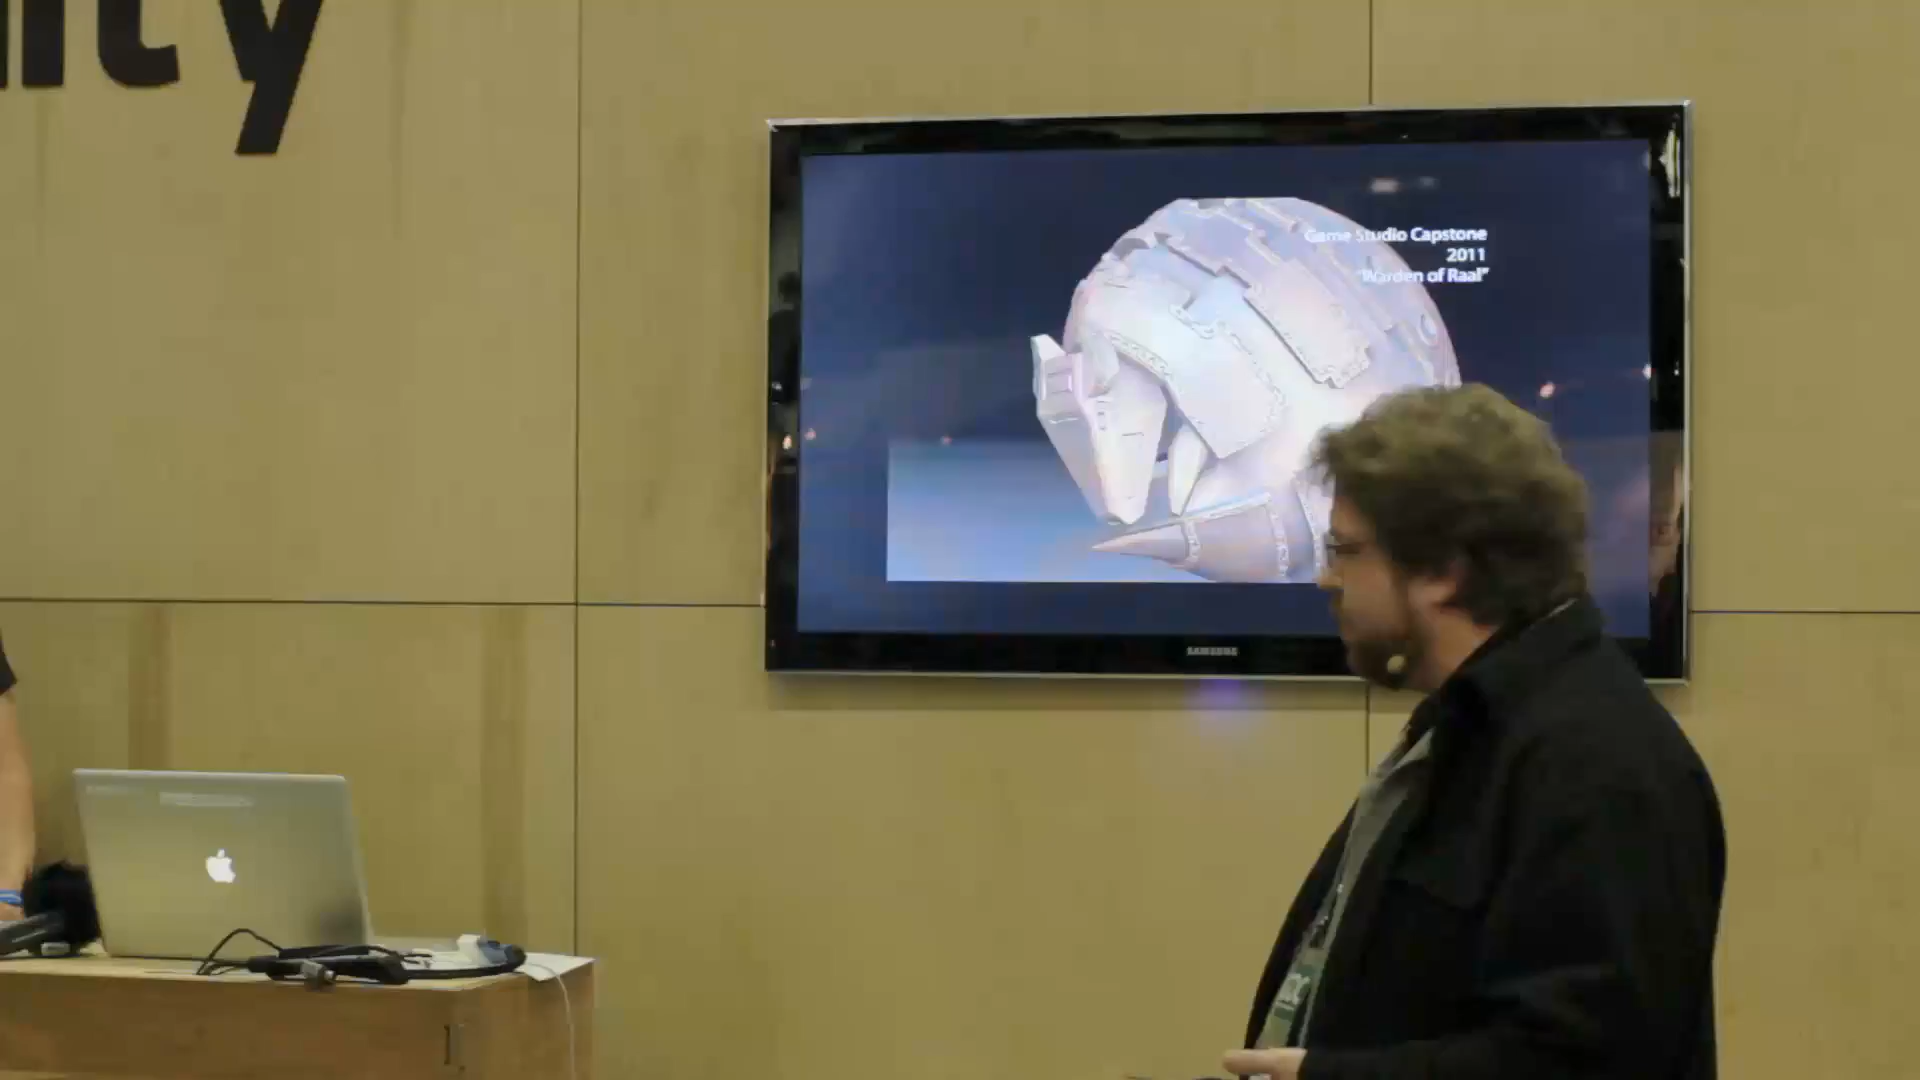 ity
Game Studio Capstone
2011
"Warden of Raal"
SAMSUNG